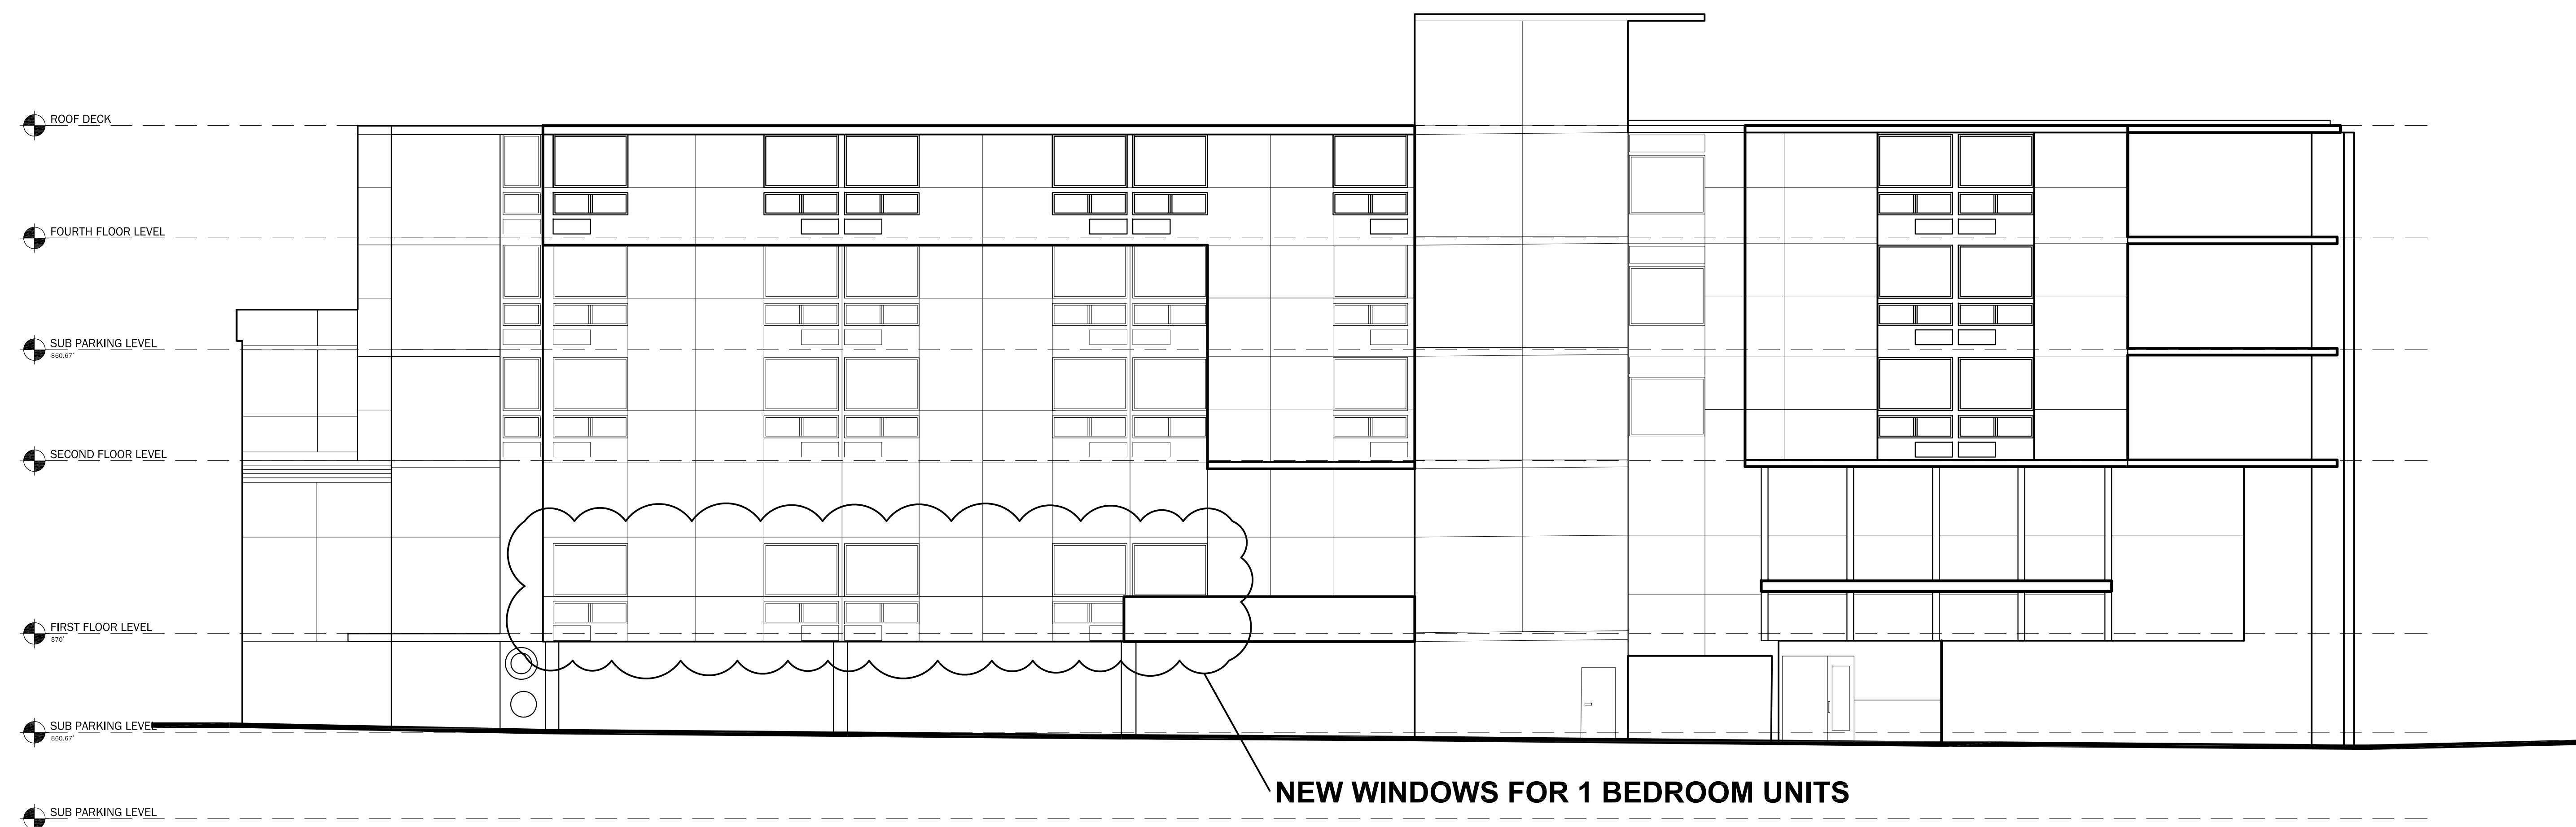 ROOF DECK
FOURTH FLOOR LEVEL
SUB PARKING LEVEL
860.67'
SECOND FLOOR LEVEL
FIRST FLOOR LEVEL
870'
SUB PARKING LEVEL
860.67'
NEW WINDOWS FOR 1 BEDROOM UNITS
SUB PARKING LEVEL